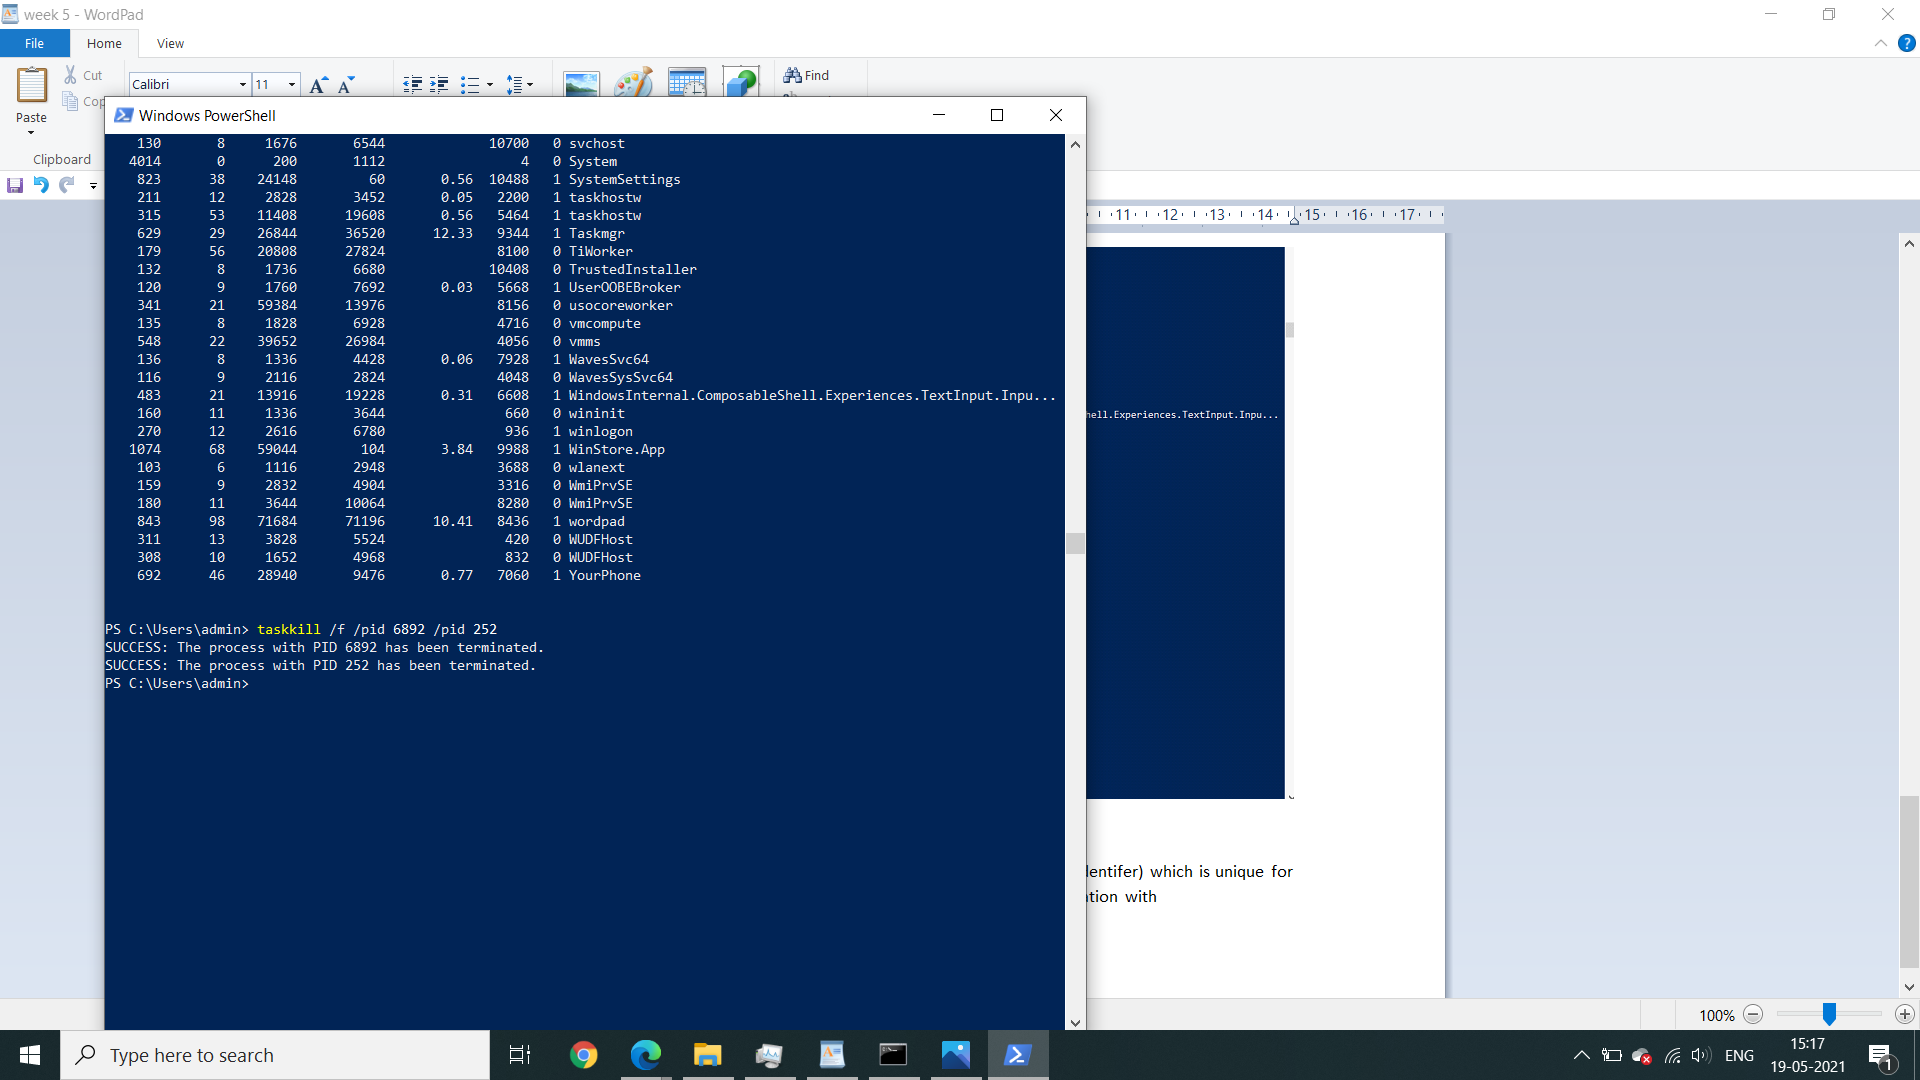 week 5 - WordPad
File Home View
Paste Cut
Calibri 11
Find
Clipboard
Windows PowerShell
130 8 1676 6544 10700 0 svchost
4014 0 200 1112 4 0 System
823 38 24148 60 0.56 10488 1 SystemSettings
211 12 2828 3452 0.05 2200 1 taskhostw
315 53 11408 19608 0.56 5464 1 taskhostw
629 29 26844 36520 12.33 9344 1 Taskmgr
179 56 20808 27824 8100 0 TiWorker
132 8 1736 6680 10408 0 TrustedInstaller
120 9 1760 7692 0.03 5668 1 UserOOBEBroker
341 21 59384 13976 8156 0 usocoreworker
135 8 1828 6928 4716 0 vmcompute
548 22 39652 26984 4056 0 vmms
136 8 1336 4428 0.06 7928 1 WavesSvc64
116 9 2116 2824 4048 0 WavesSysSvc64
483 21 13916 19228 0.31 6608 1 WindowsInternal.ComposableShell.Experiences.TextInput.Inpu...
160 11 1336 3644 660 0 wininit
270 12 2616 6780 936 1 winlogon
1074 68 59044 104 3.84 9988 1 WinStore.App
103 6 1116 2948 3688 0 wlanext
159 9 2832 4904 3316 0 WmiPrvSE
180 11 3644 10064 8280 0 WmiPrvSE
843 98 71684 71196 10.41 8436 1 wordpad
311 13 3828 5524 420 0 WUDFHost
308 10 1652 4968 832 0 WUDFHost
692 46 28940 9476 0.77 7060 1 YourPhone
PS C:\Users\admin> taskkill /f /pid 6892 /pid 252
SUCCESS: The process with PID 6892 has been terminated.
SUCCESS: The process with PID 252 has been terminated.
PS C:\Users\admin>
11 12 13 14 15 16 17
hell.Experiences.TextInput.Inpu...
dentifer) which is unique for
with
100%
Type here to search
ENG
15:17
19-05-2021
1